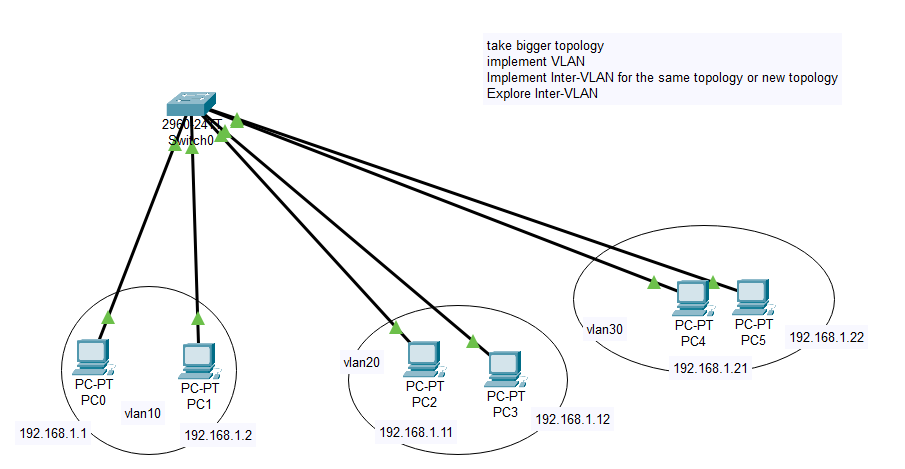 take bigger topology
implement VLAN
Implement Inter-VLAN for the same topology or new topology
Explore Inter-VLAN
2960-24TT
Switch0
vlan30
PC-PT
PC4
PC-PT
PC5
192.168.1.22
192.168.1.21
vlan20
PC-PT
PC2
PC-PT
PC3
192.168.1.12
192.168.1.11
PC-PT
PC0
PC-PT
PC1
vlan10
192.168.1.1
192.168.1.2